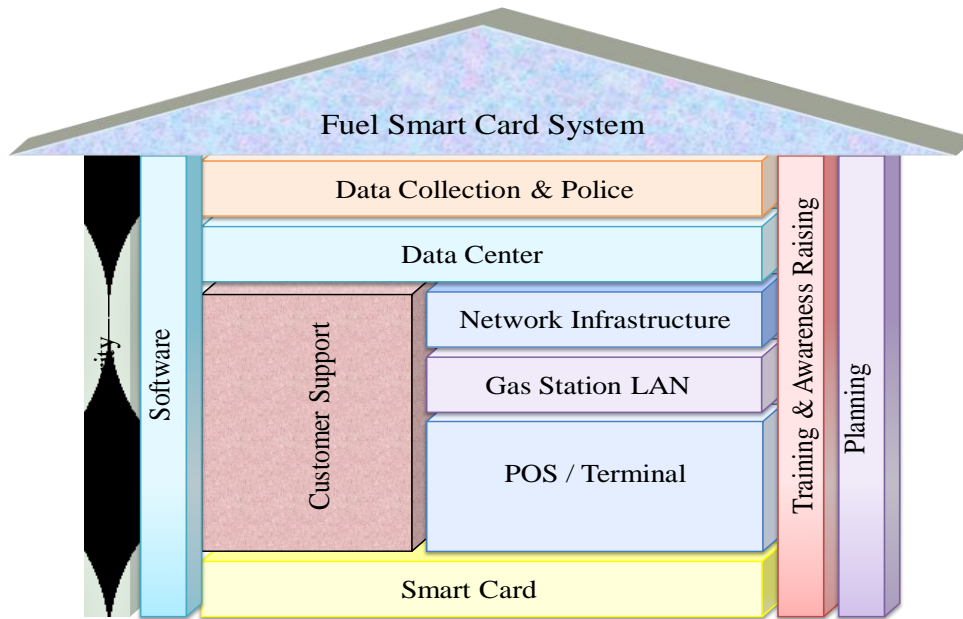 Fuel Smart Card System
Data Collection & Police
Data Center
Network Infrastructure
Gas Station LAN
POS / Terminal
Customer Support
Smart Card
Software
Training & Awareness Raising
Planning